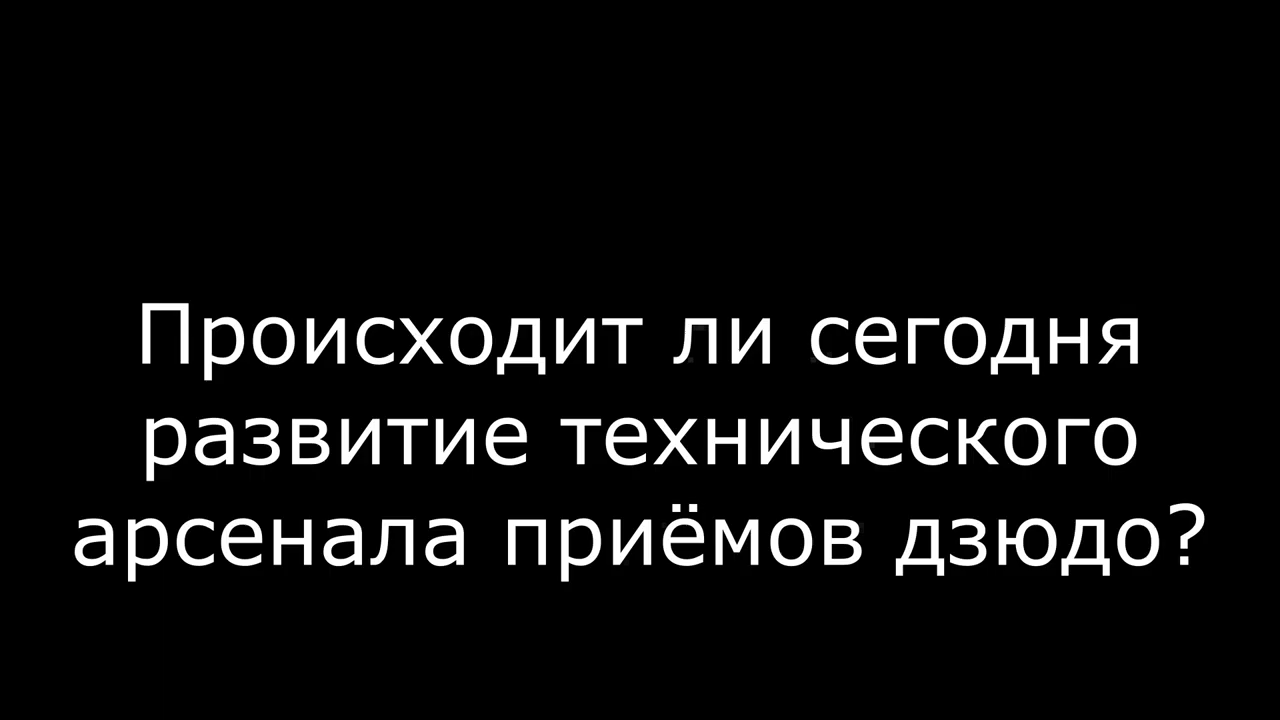 Происходит ли сегодня
развитие технического
арсенала приёмов дзюдо?